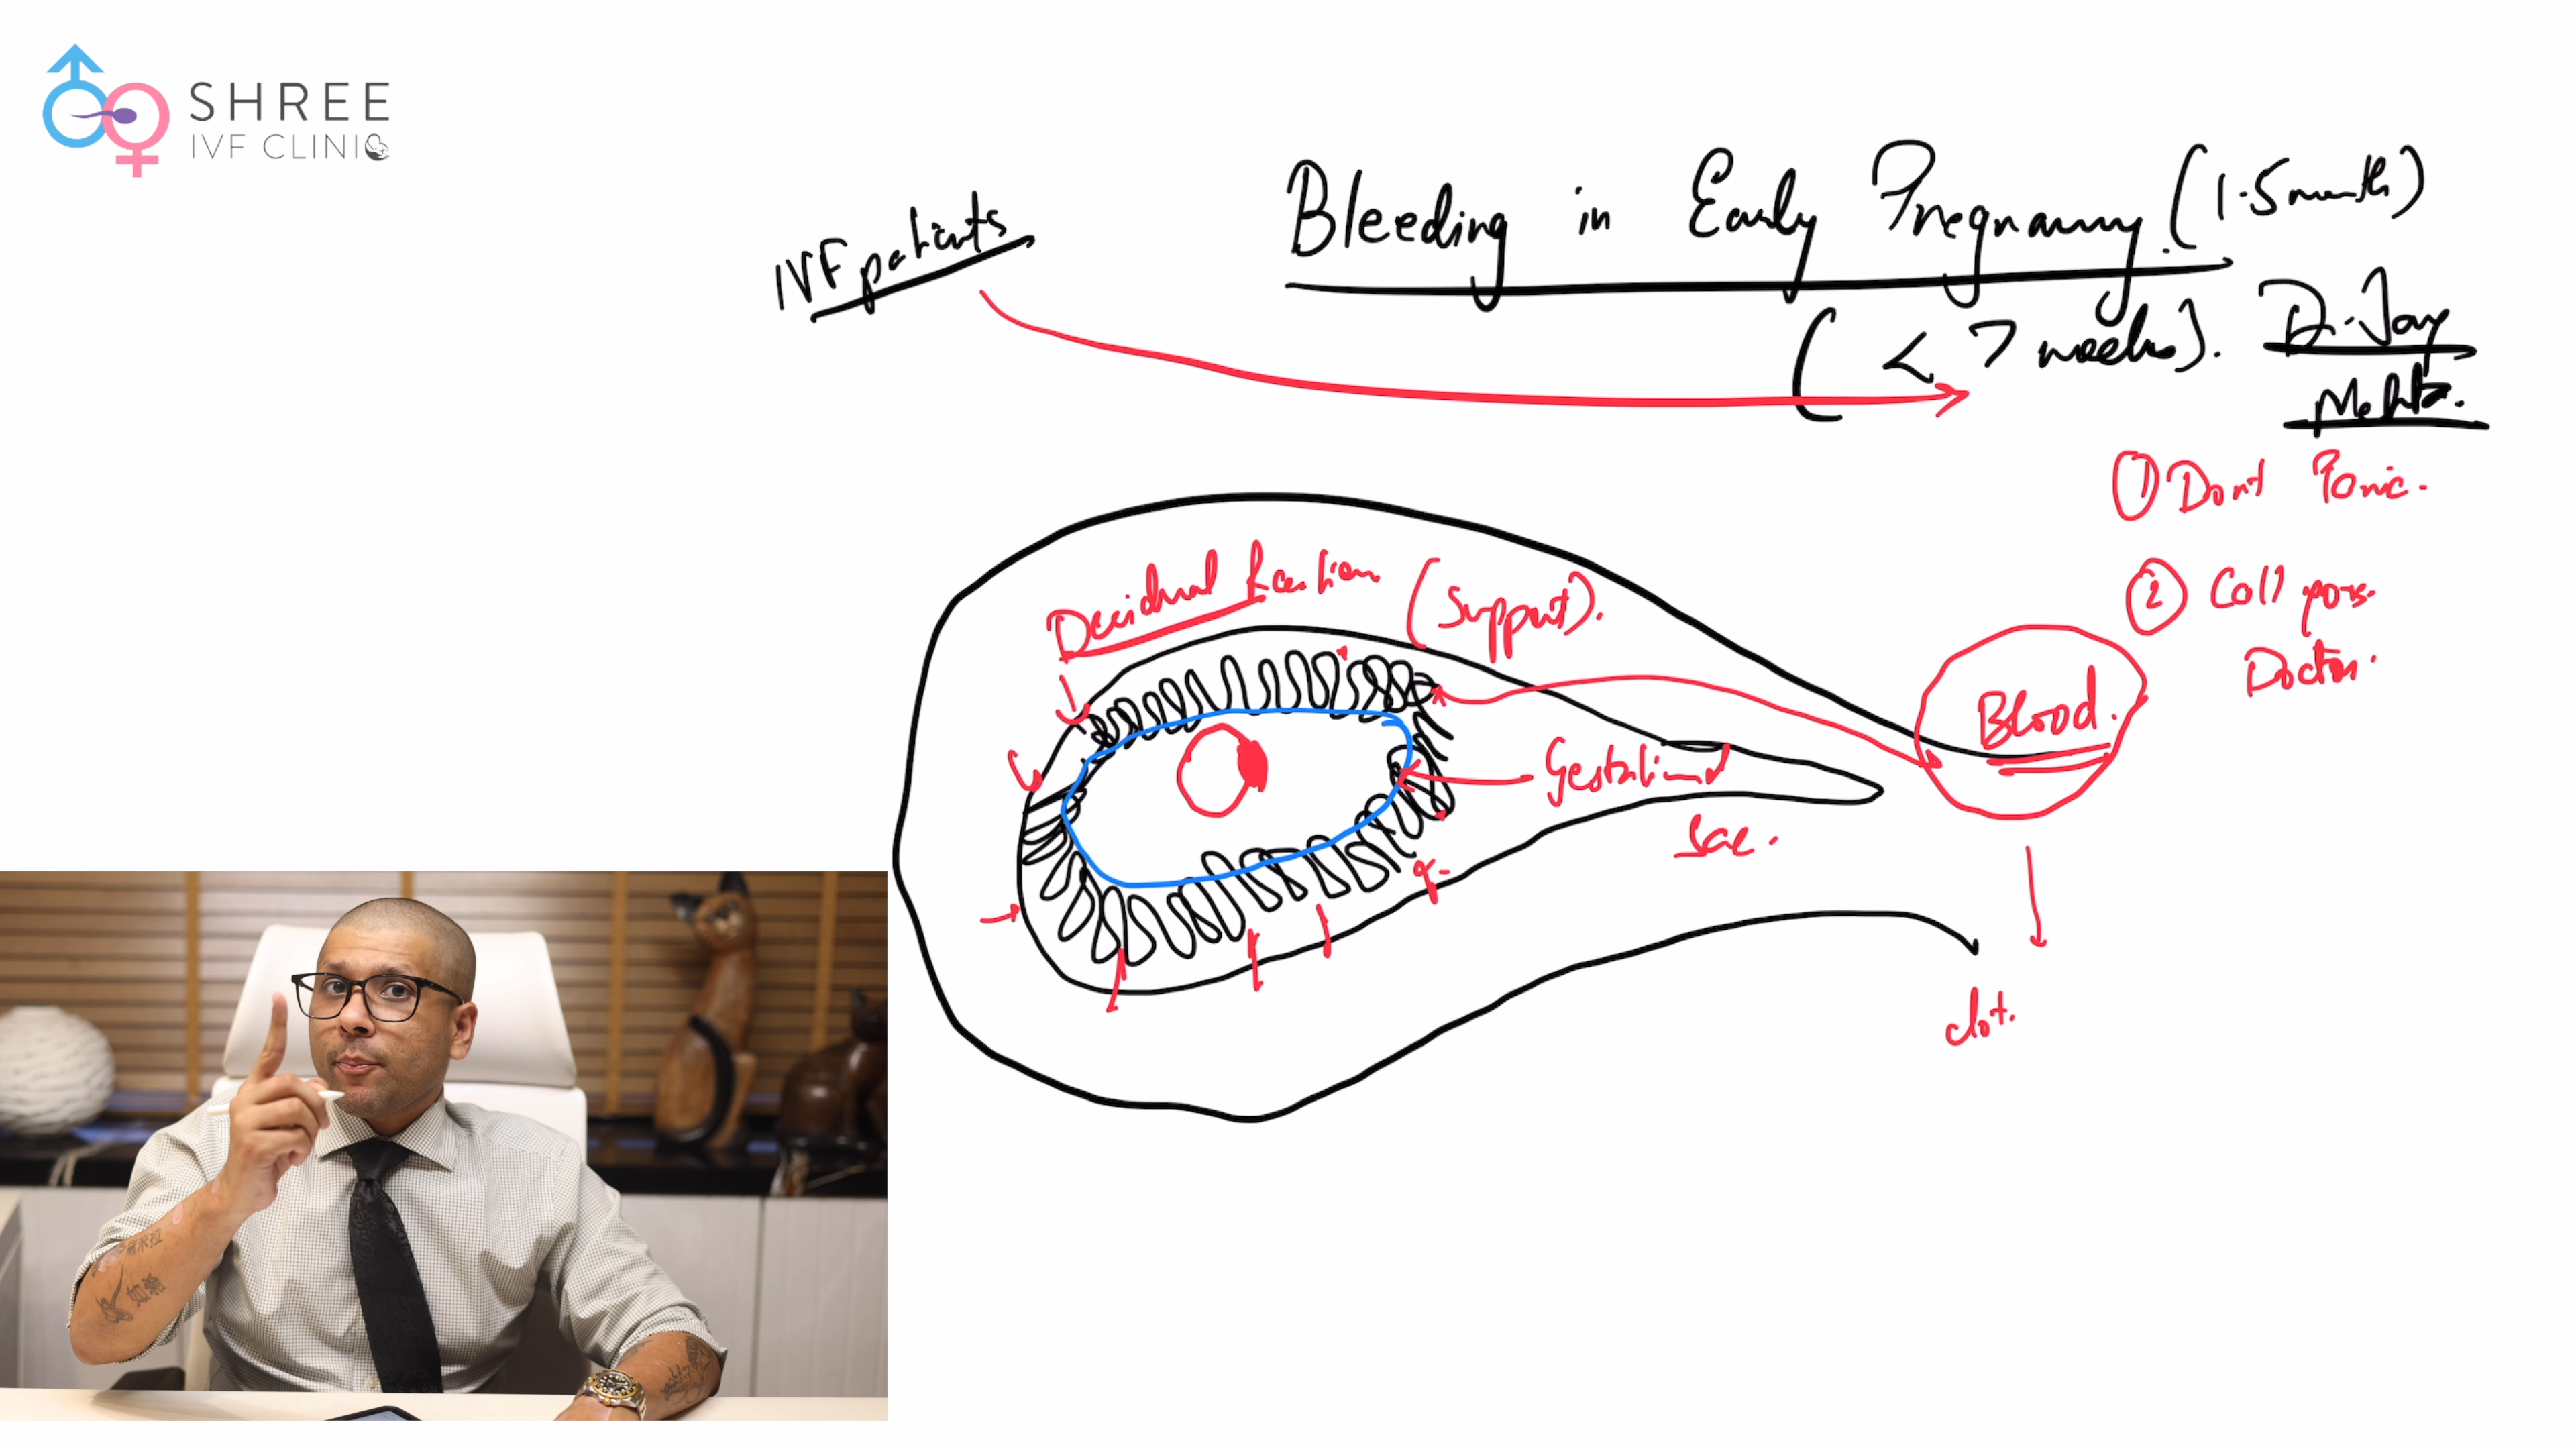 SHREE
IVF CLINIC
IVF patients
Bleeding in Early Pregnancy (1.5 month)
(< 7 weeks).
Dr. Jay
Mehta.
① Dont Panic.
② Call your
Doctor.
Decidual Reaction (Support).
Blood.
Gestational
Sac.
clot.